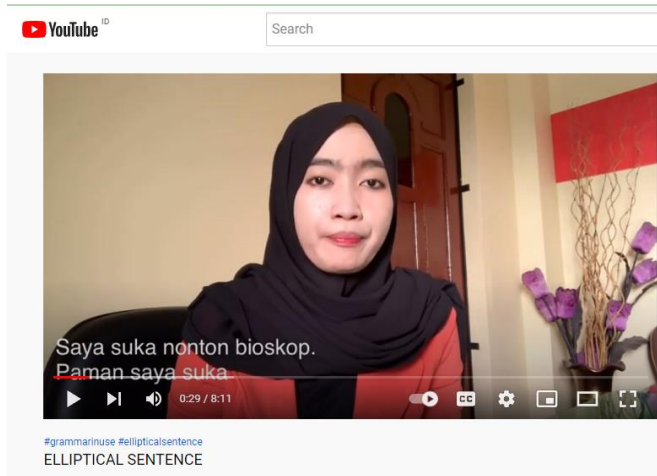 YouTube ID
Search
Saya suka nonton bioskop.
Paman saya suka
0:29 / 8:11
CC
#grammarinuse #ellipticalsentence
ELLIPTICAL SENTENCE